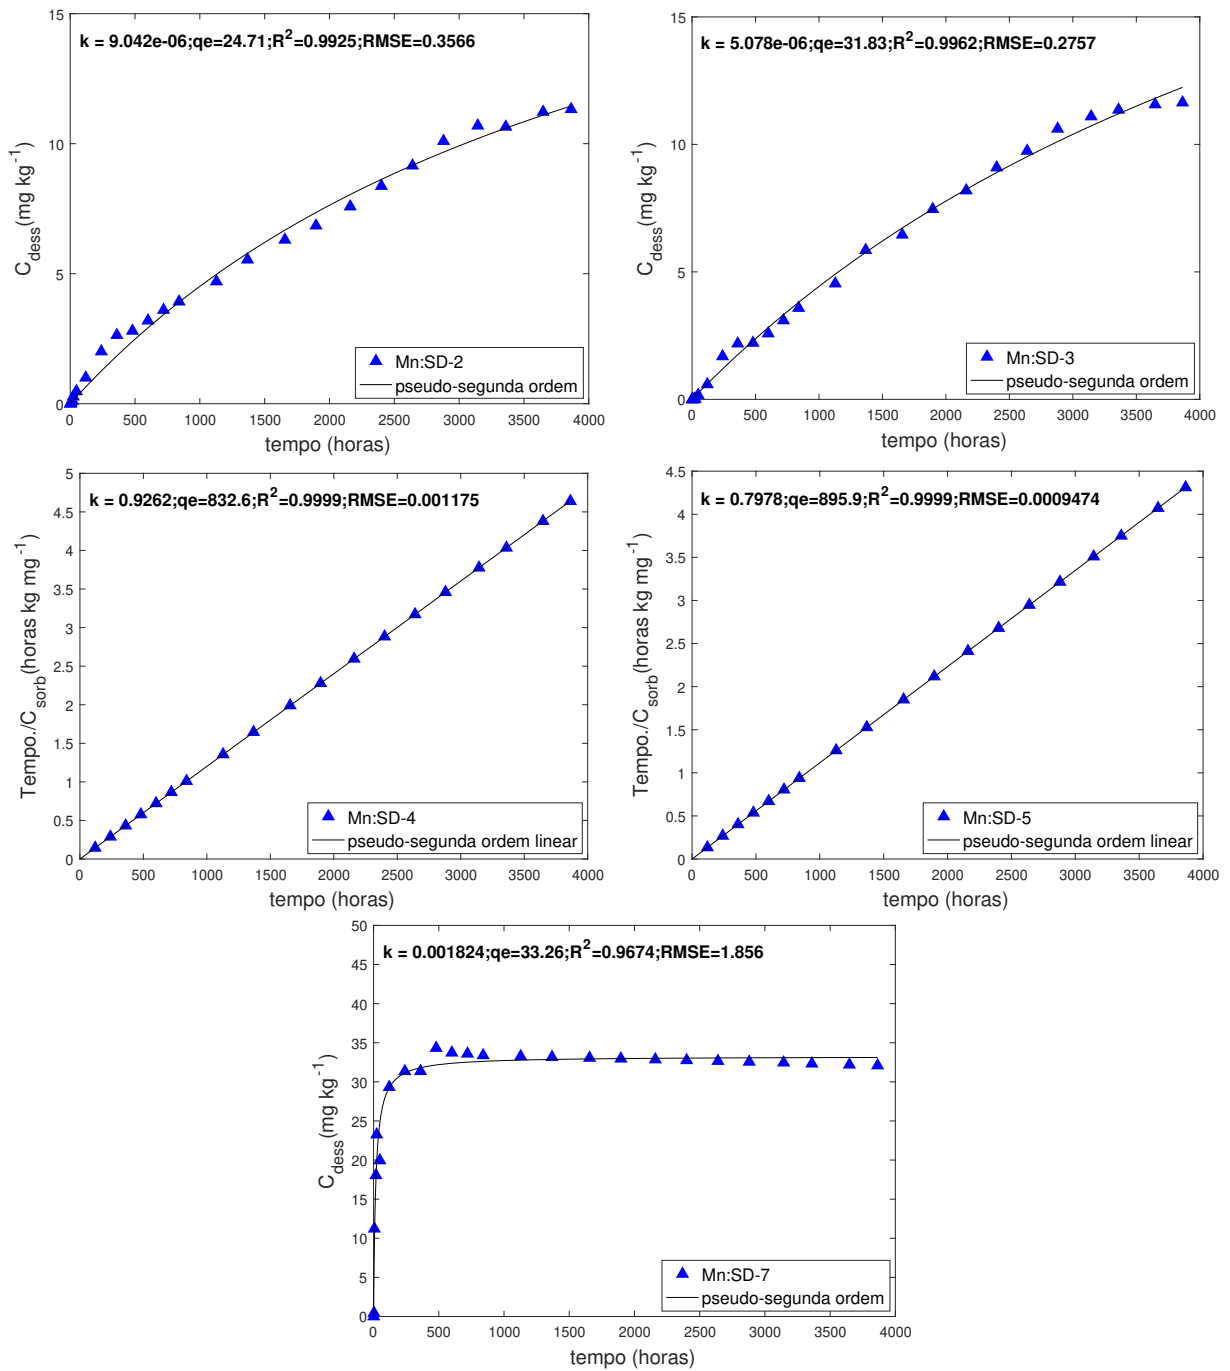 k = 9.042e-06;qe=24.71;R²=0.9925;RMSE=0.3566
C_dess(mg kg⁻¹)
15
10
5
0
0 500 1000 1500 2000 2500 3000 3500 4000
tempo (horas)
Mn:SD-2
pseudo-segunda ordem
k = 5.078e-06;qe=31.83;R²=0.9962;RMSE=0.2757
C_dess(mg kg⁻¹)
15
10
5
0
0 500 1000 1500 2000 2500 3000 3500 4000
tempo (horas)
Mn:SD-3
pseudo-segunda ordem
k = 0.9262;qe=832.6;R²=0.9999;RMSE=0.001175
Tempo./C_sorb(horas kg mg⁻¹)
5
4.5
4
3.5
3
2.5
2
1.5
1
0.5
0
0 500 1000 1500 2000 2500 3000 3500 4000
tempo (horas)
Mn:SD-4
pseudo-segunda ordem linear
k = 0.7978;qe=895.9;R²=0.9999;RMSE=0.0009474
Tempo./C_sorb(horas kg mg⁻¹)
4.5
4
3.5
3
2.5
2
1.5
1
0.5
0
0 500 1000 1500 2000 2500 3000 3500 4000
tempo (horas)
Mn:SD-5
pseudo-segunda ordem linear
k = 0.001824;qe=33.26;R²=0.9674;RMSE=1.856
C_dess(mg kg⁻¹)
50
45
40
35
30
25
20
15
10
5
0
0 500 1000 1500 2000 2500 3000 3500 4000
tempo (horas)
Mn:SD-7
pseudo-segunda ordem